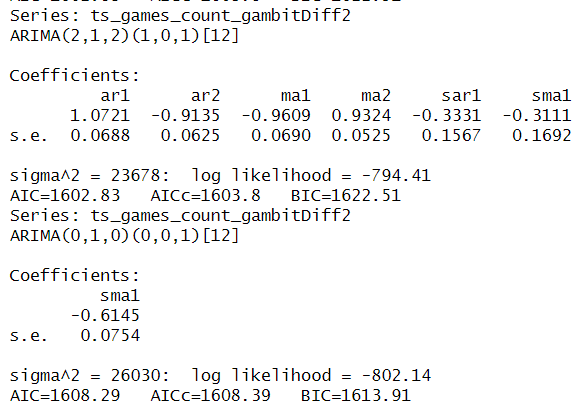 Series: ts_games_count_gambitDiff2
ARIMA(2,1,2)(1,0,1)[12]
Coefficients:
ar1 ar2 ma1 ma2 sar1 sma1
1.0721 -0.9135 -0.9609 0.9324 -0.3331 -0.3111
s.e. 0.0688 0.0625 0.0690 0.0525 0.1567 0.1692
sigma^2 = 23678: log likelihood = -794.41
AIC=1602.83 AICc=1603.8 BIC=1622.51
Series: ts_games_count_gambitDiff2
ARIMA(0,1,0)(0,0,1)[12]
Coefficients:
sma1
-0.6145
s.e. 0.0754
sigma^2 = 26030: log likelihood = -802.14
AIC=1608.29 AICc=1608.39 BIC=1613.91